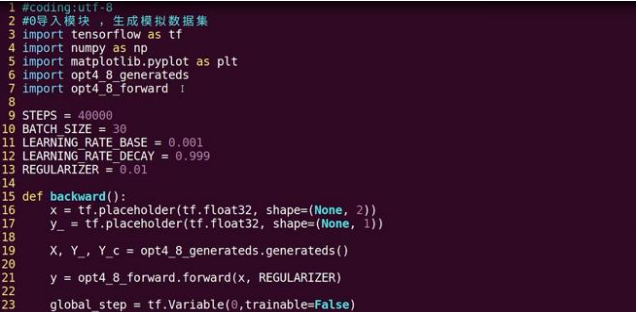 1 #coding:utf-8
2 #0导入模块 ，生成模拟数据集
3 import tensorflow as tf
4 import numpy as np
5 import matplotlib.pyplot as plt
6 import opt4_8_generateds
7 import opt4_8_forward
8
9 STEPS = 40000
10 BATCH_SIZE = 30
11 LEARNING_RATE_BASE = 0.001
12 LEARNING_RATE_DECAY = 0.999
13 REGULARIZER = 0.01
14
15 def backward():
16     x = tf.placeholder(tf.float32, shape=(None, 2))
17     y_ = tf.placeholder(tf.float32, shape=(None, 1))
18
19     X, Y_, Y_c = opt4_8_generateds.generateds()
20
21     y = opt4_8_forward.forward(x, REGULARIZER)
22
23     global_step = tf.Variable(0,trainable=False)